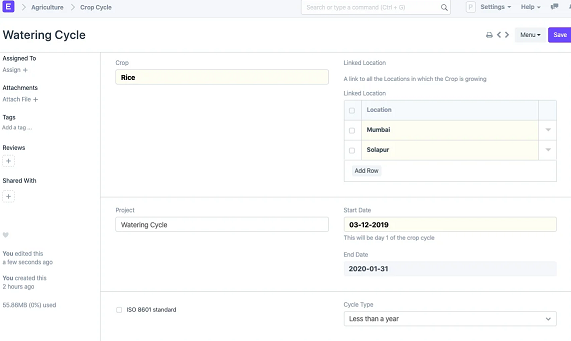 E Agriculture Crop Cycle Search or type a command (Ctrl + G) P Settings Help
Watering Cycle Menu Save
Assigned To
Assign +
Attachments
Attach File +
Tags
Add a tag ...
Reviews
+
Shared With
+
You edited this
a few seconds ago
You created this
2 hours ago
55.86MB (0%) used
Crop
Rice
Linked Location
A link to all the Locations in which the Crop is growing
Linked Location
Location
Mumbai
Solapur
Add Row
Project
Watering Cycle
Start Date
03-12-2019
This will be day 1 of the crop cycle
End Date
2020-01-31
ISO 8601 standard
Cycle Type
Less than a year